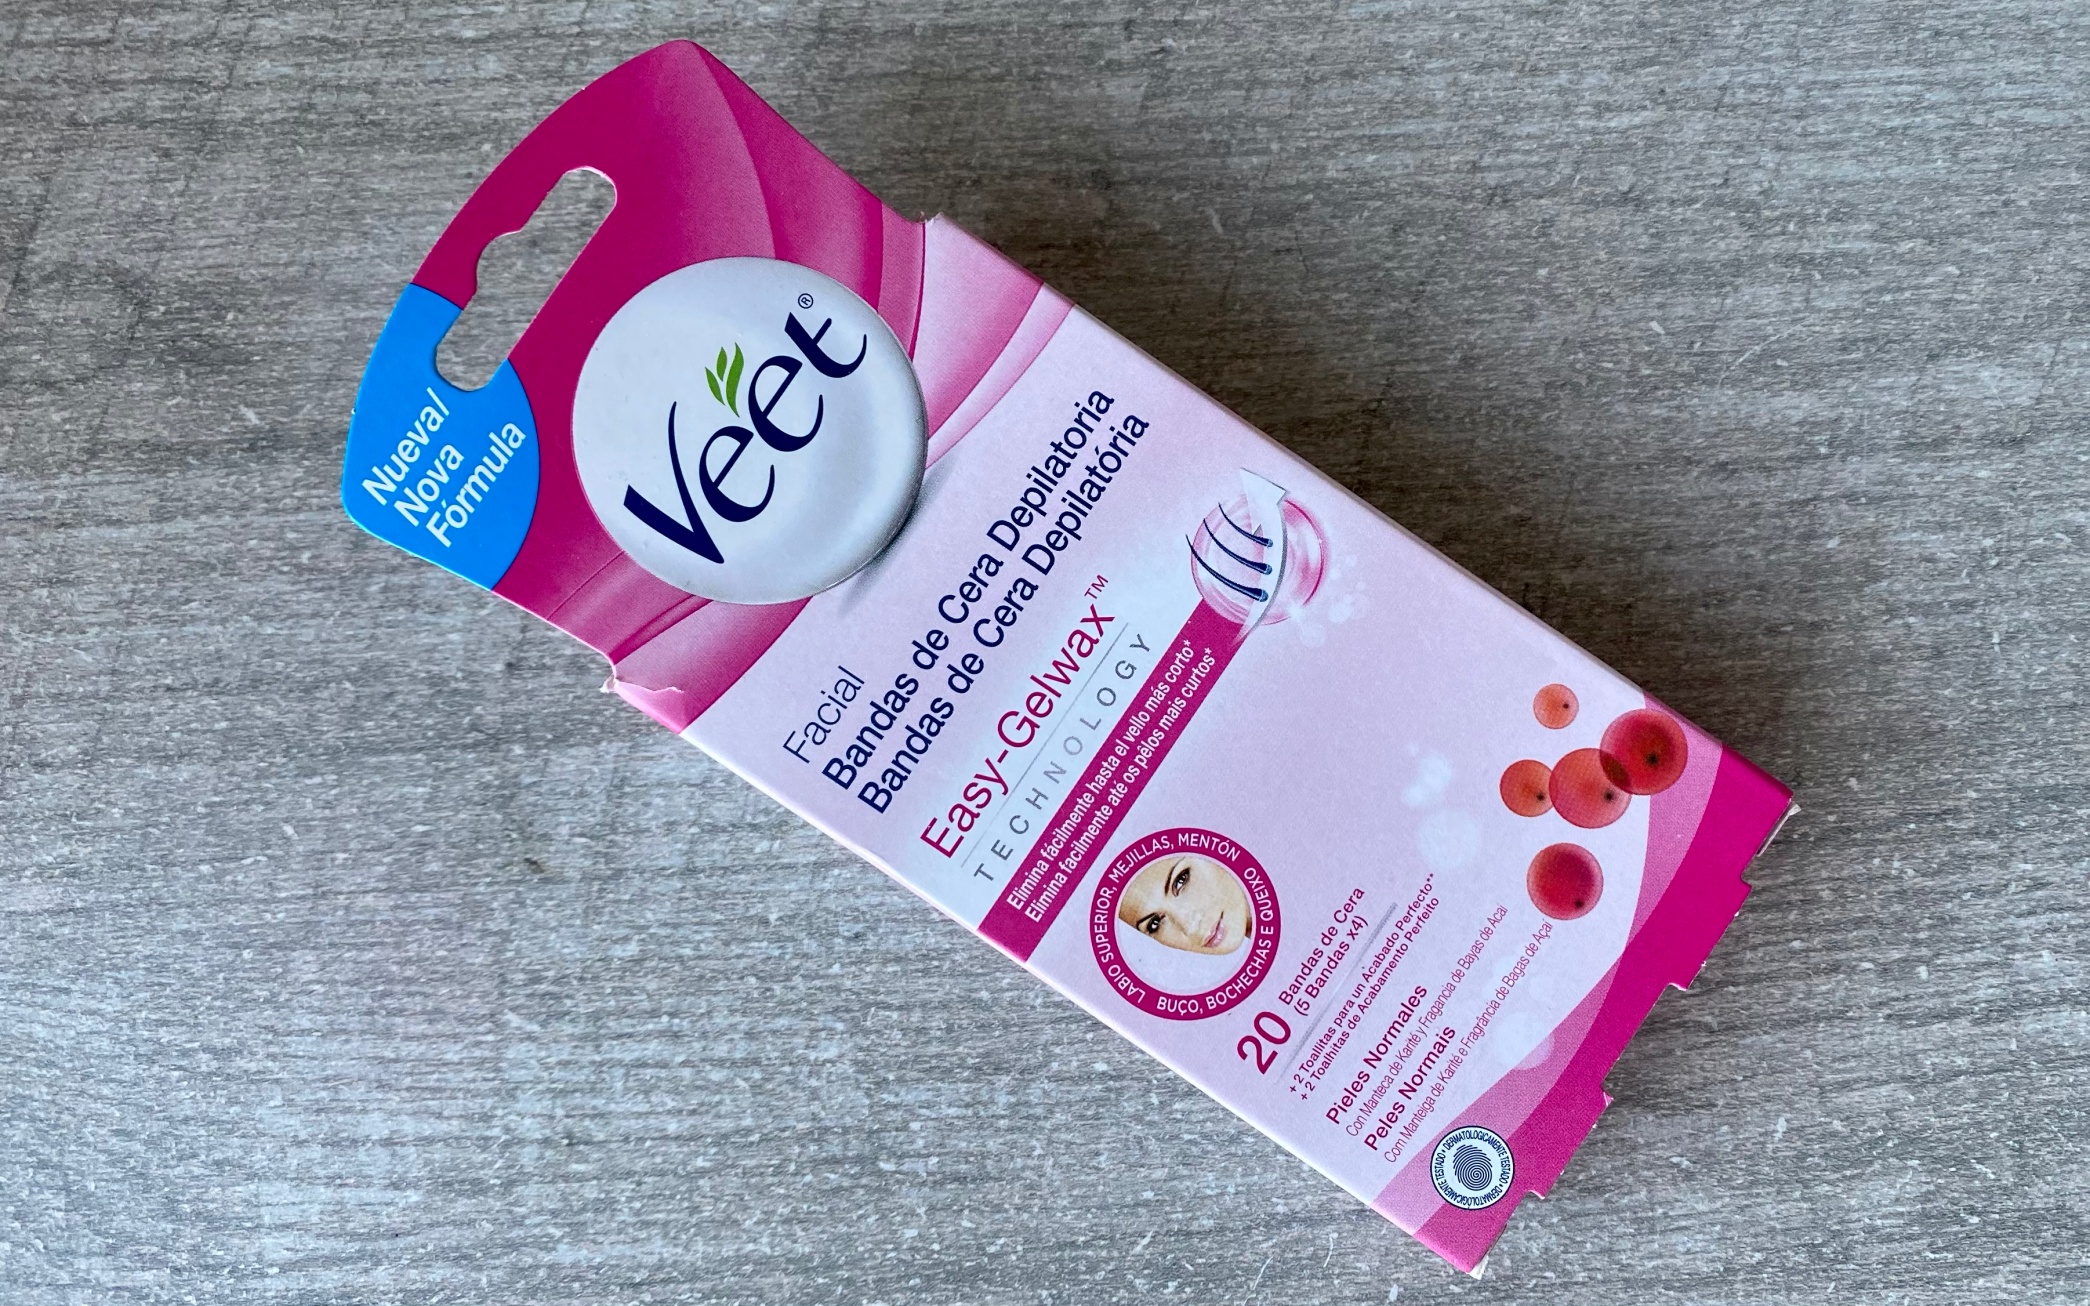 Nueva/
Nova
Fórmula
Veet®
Facial
Bandas de Cera Depilatoria
Bandas de Cera Depilatória
Easy-Gelwax™
TECHNOLOGY
Elimina fácilmente hasta el vello más corto*
Elimina facilmente até os pêlos mais curtos*
LABIO SUPERIOR, MEJILLAS, MENTÓN
BUÇO, BOCHECHAS E QUEIXO
20 Bandas de Cera
(5 Bandas x4)
+ 2 Toallitas para un Acabado Perfecto**
+ 2 Toalhitas de Acabamento Perfeito
Pieles Normales
Con Manteca de Karité y Fragancia de Bayas de Acai
Peles Normais
Com Manteiga de Karité e Fragrância de Bagas de Açaí
DERMATOLOGICAMENTE TESTADO • DERMATOLOGICAMENTE TESTADO •